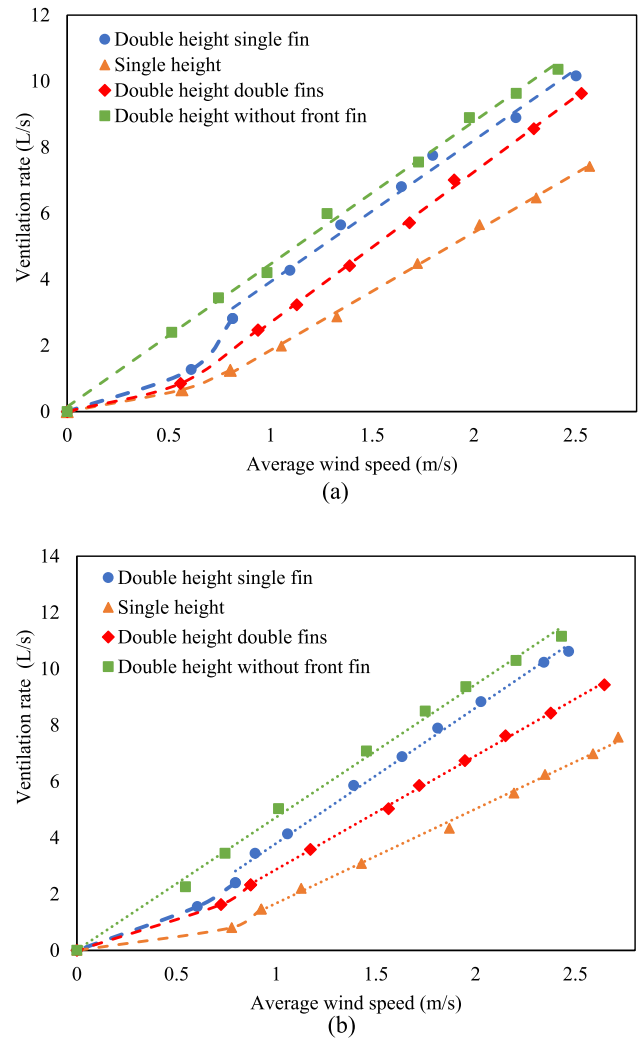 12
10
8
6
4
2
0
Ventilation rate (L/s)
Double height single fin
Single height
Double height double fins
Double height without front fin
0 0.5 1 1.5 2 2.5
Average wind speed (m/s)
(a)
14
12
10
8
6
4
2
0
Ventilation rate (L/s)
Double height single fin
Single height
Double height double fins
Double height without front fin
0 0.5 1 1.5 2 2.5
Average wind speed (m/s)
(b)